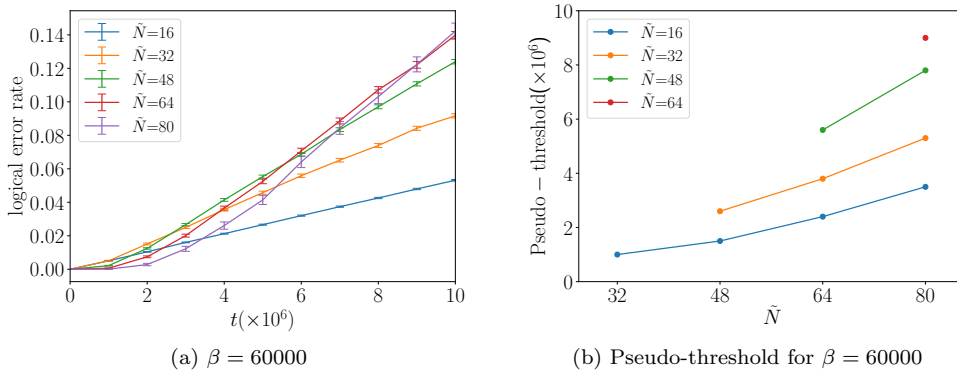 logical error rate
0.14
0.12
0.10
0.08
0.06
0.04
0.02
0.00
Ñ=16
Ñ=32
Ñ=48
Ñ=64
Ñ=80
0 2 4 6 8 10
t(×10⁶)
(a) β = 60000
Pseudo−threshold(×10⁶)
10
8
6
4
2
0
Ñ=16
Ñ=32
Ñ=48
Ñ=64
32 48 64 80
Ñ
(b) Pseudo-threshold for β = 60000